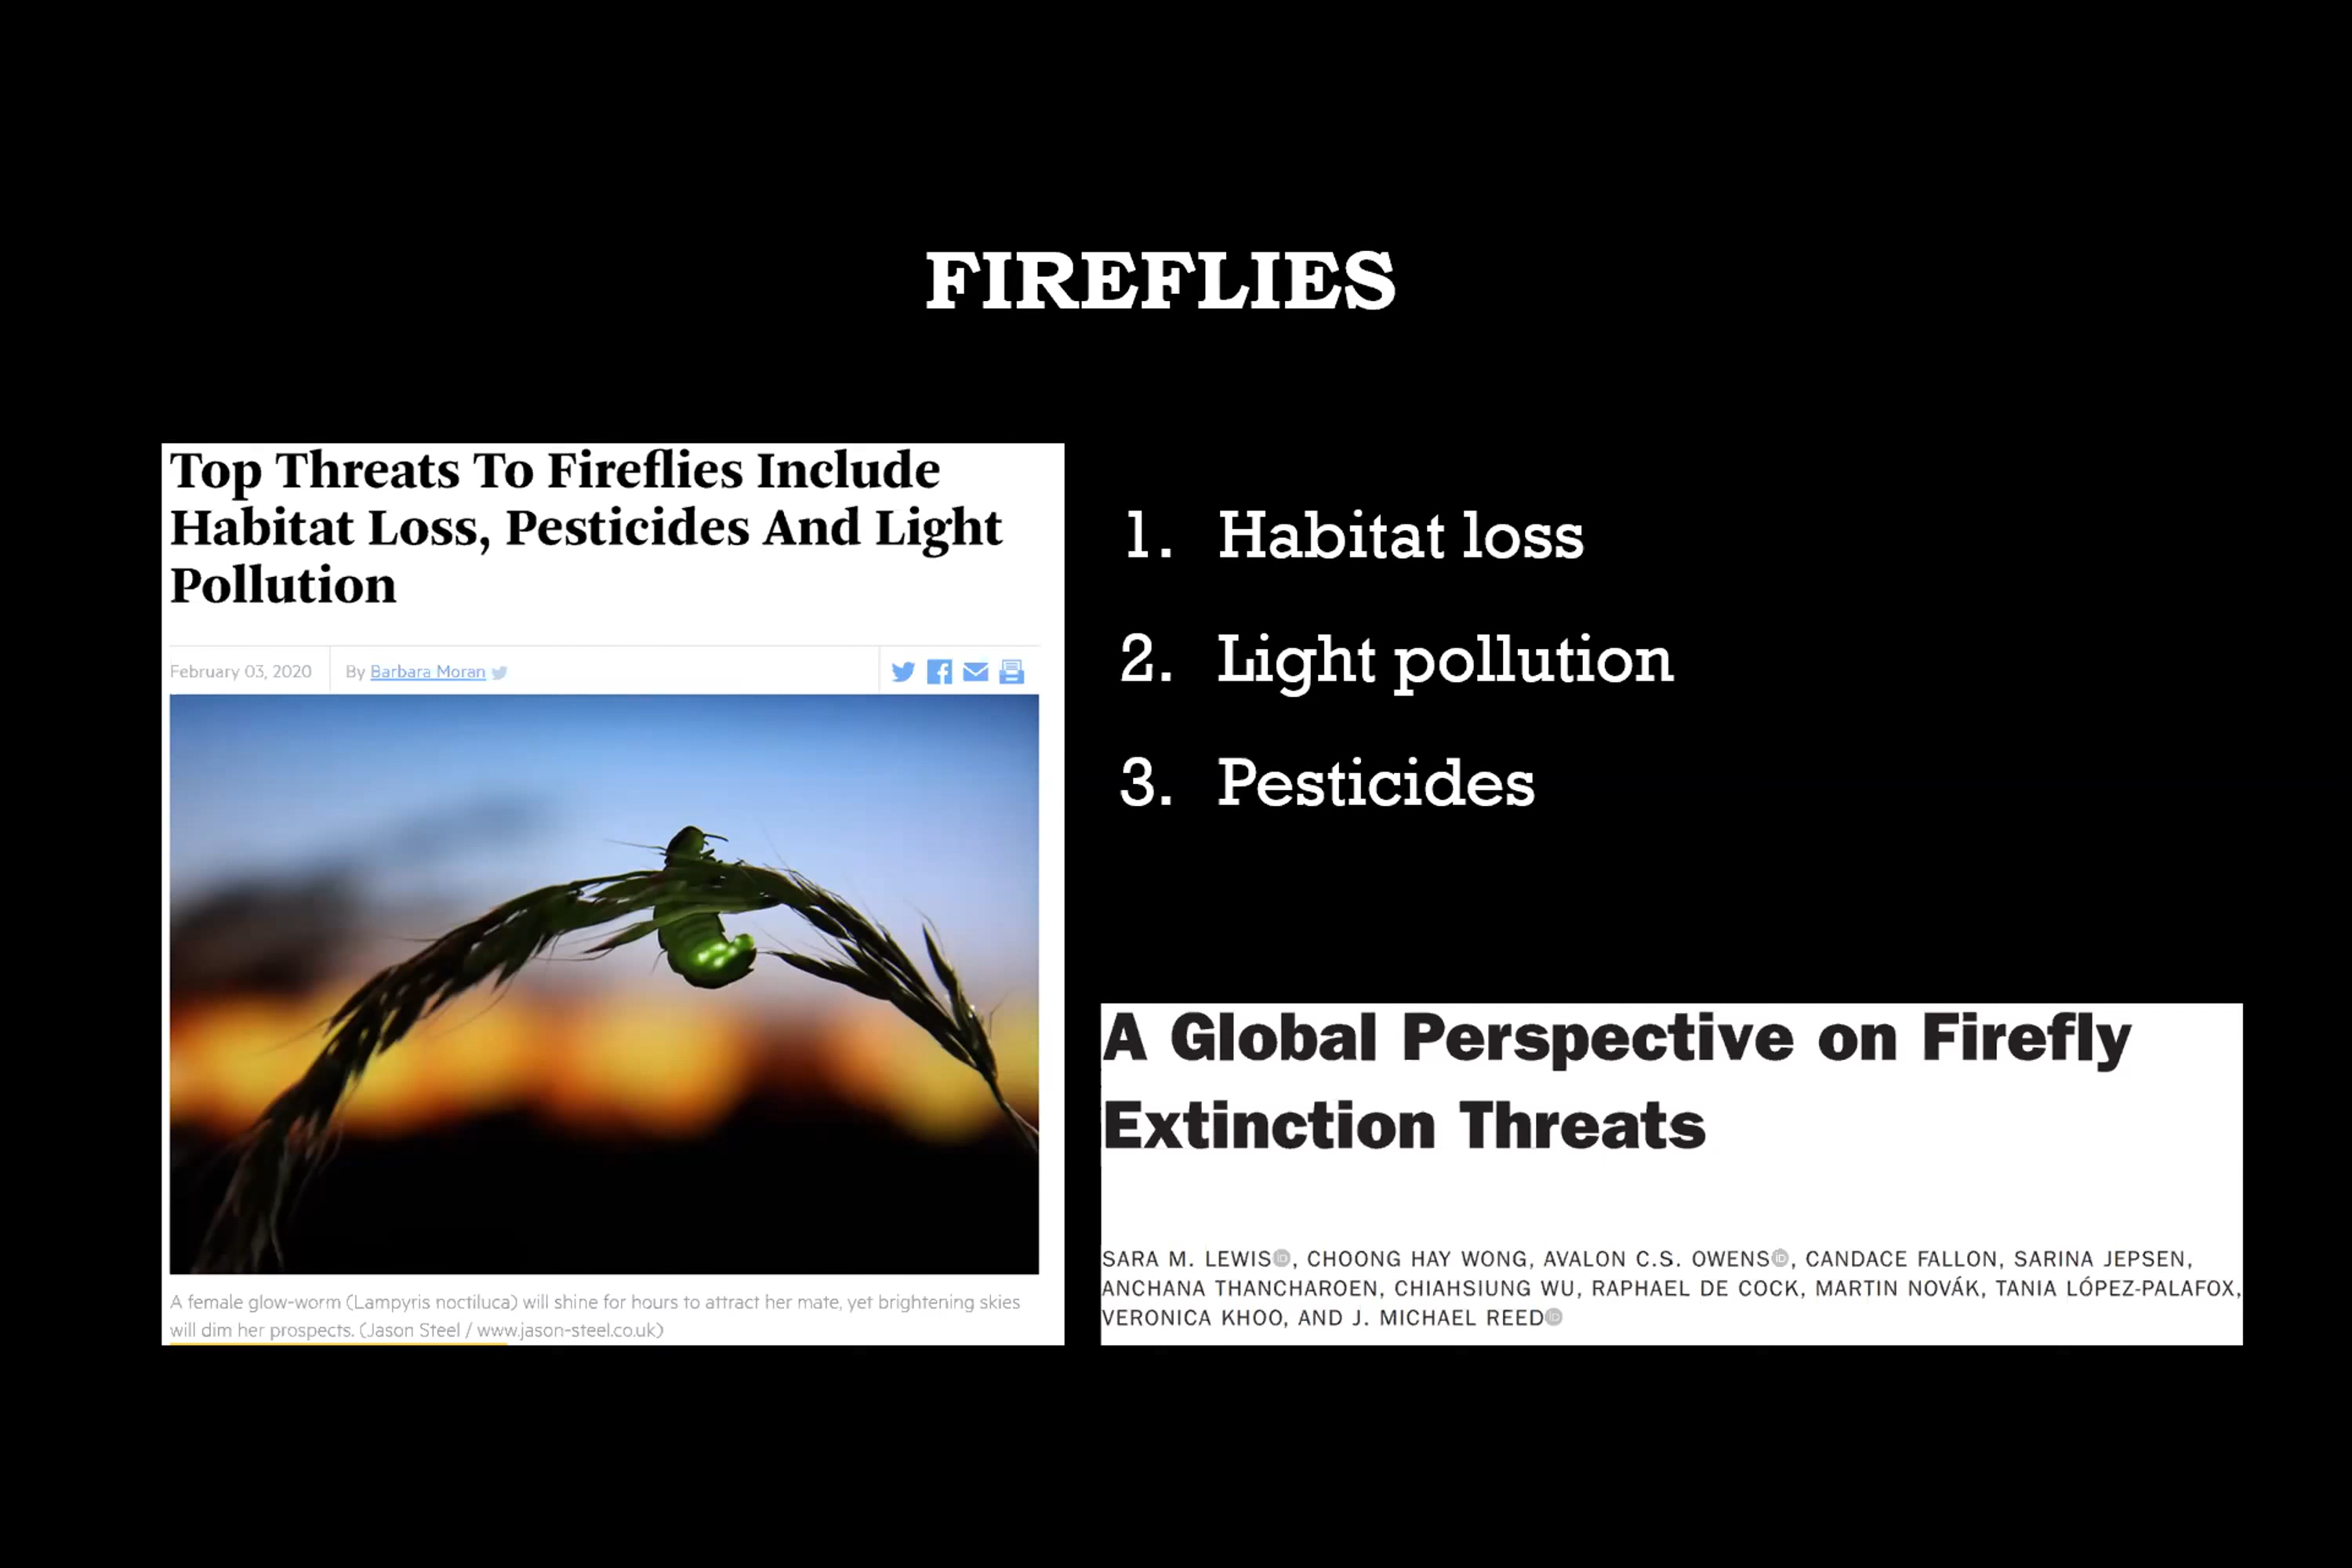 FIREFLIES
Top Threats To Fireflies Include
Habitat Loss, Pesticides And Light
Pollution
February 03, 2020 By Barbara Moran
A female glow-worm (Lampyris noctiluca) will shine for hours to attract her mate, yet brightening skies
will dim her prospects. (Jason Steel / www.jason-steel.co.uk)
1. Habitat loss
2. Light pollution
3. Pesticides
A Global Perspective on Firefly
Extinction Threats
SARA M. LEWIS, CHOONG HAY WONG, AVALON C.S. OWENS, CANDACE FALLON, SARINA JEPSEN,
ANCHANA THANCHAROEN, CHIAHSIUNG WU, RAPHAEL DE COCK, MARTIN NOVÁK, TANIA LÓPEZ-PALAFOX,
VERONICA KHOO, AND J. MICHAEL REED